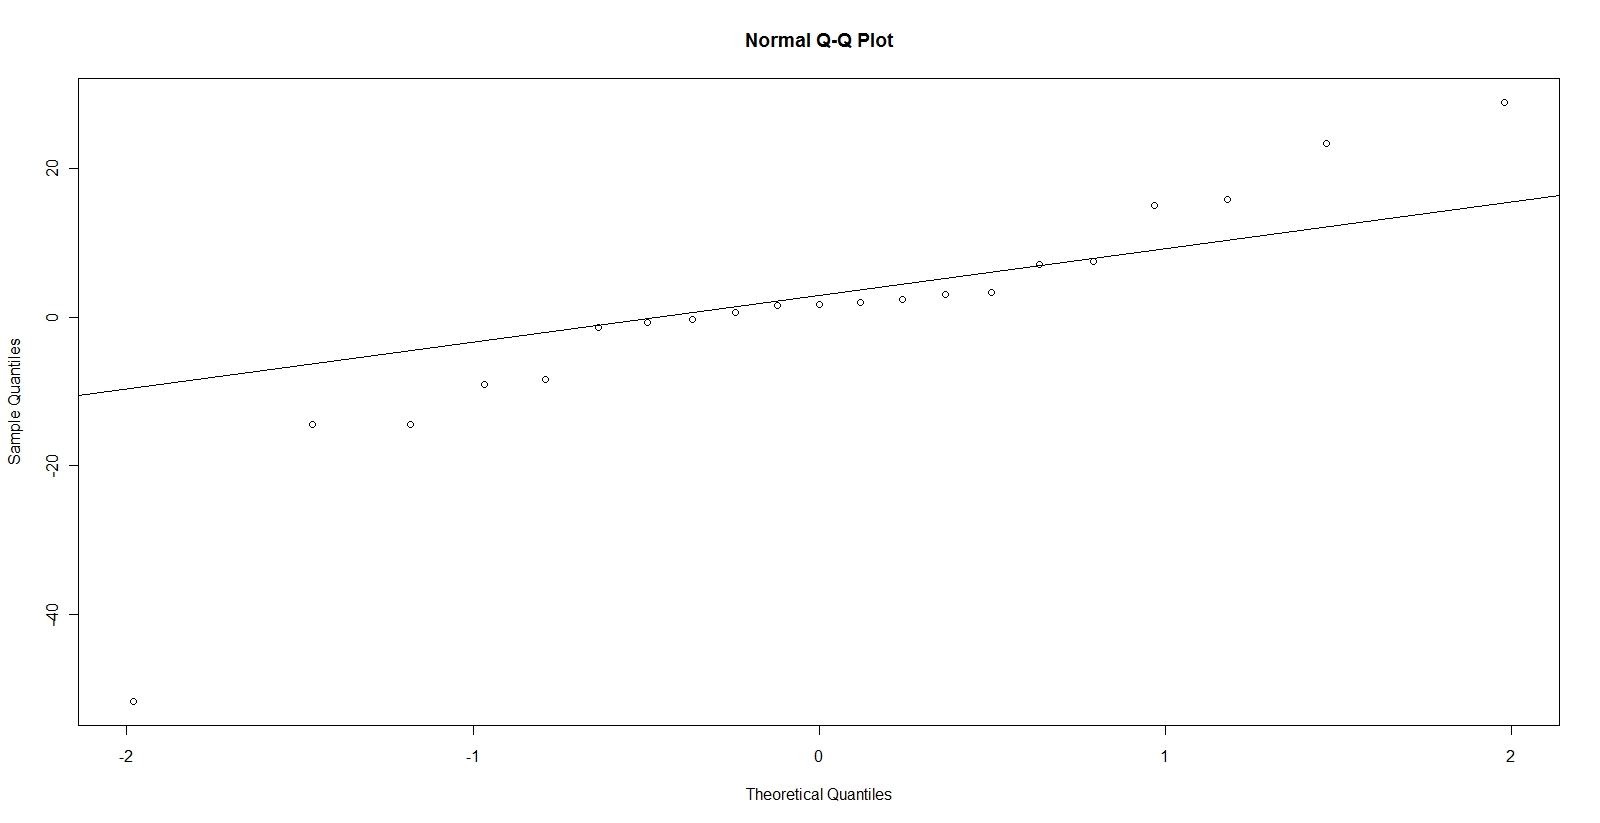 Normal Q-Q Plot
20
0
-20
-40
Sample Quantiles
-2 -1 0 1 2
Theoretical Quantiles